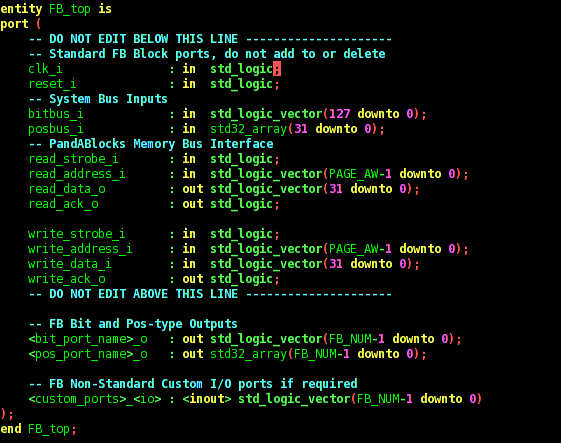 entity FB_top is
port (
    -- DO NOT EDIT BELOW THIS LINE --------------------
    -- Standard FB Block ports, do not add to or delete
    clk_i               : in  std_logic;
    reset_i             : in  std_logic;
    -- System Bus Inputs
    bitbus_i            : in  std_logic_vector(127 downto 0);
    posbus_i            : in  std32_array(31 downto 0);
    -- PandABlocks Memory Bus Interface
    read_strobe_i       : in  std_logic;
    read_address_i      : in  std_logic_vector(PAGE_AW-1 downto 0);
    read_data_o         : out std_logic_vector(31 downto 0);
    read_ack_o          : out std_logic;

    write_strobe_i      : in  std_logic;
    write_address_i     : in  std_logic_vector(PAGE_AW-1 downto 0);
    write_data_i        : in  std_logic_vector(31 downto 0);
    write_ack_o         : out std_logic;
    -- DO NOT EDIT ABOVE THIS LINE ---------------------

    -- FB Bit and Pos-type Outputs
    <bit_port_name>_o   : out std_logic_vector(FB_NUM-1 downto 0);
    <pos_port_name>_o   : out std32_array(FB_NUM-1 downto 0);

    -- FB Non-Standard Custom I/O ports if required
    <custom_ports>_<io> : <inout> std_logic_vector(FB_NUM-1 downto 0)
);
end FB_top;